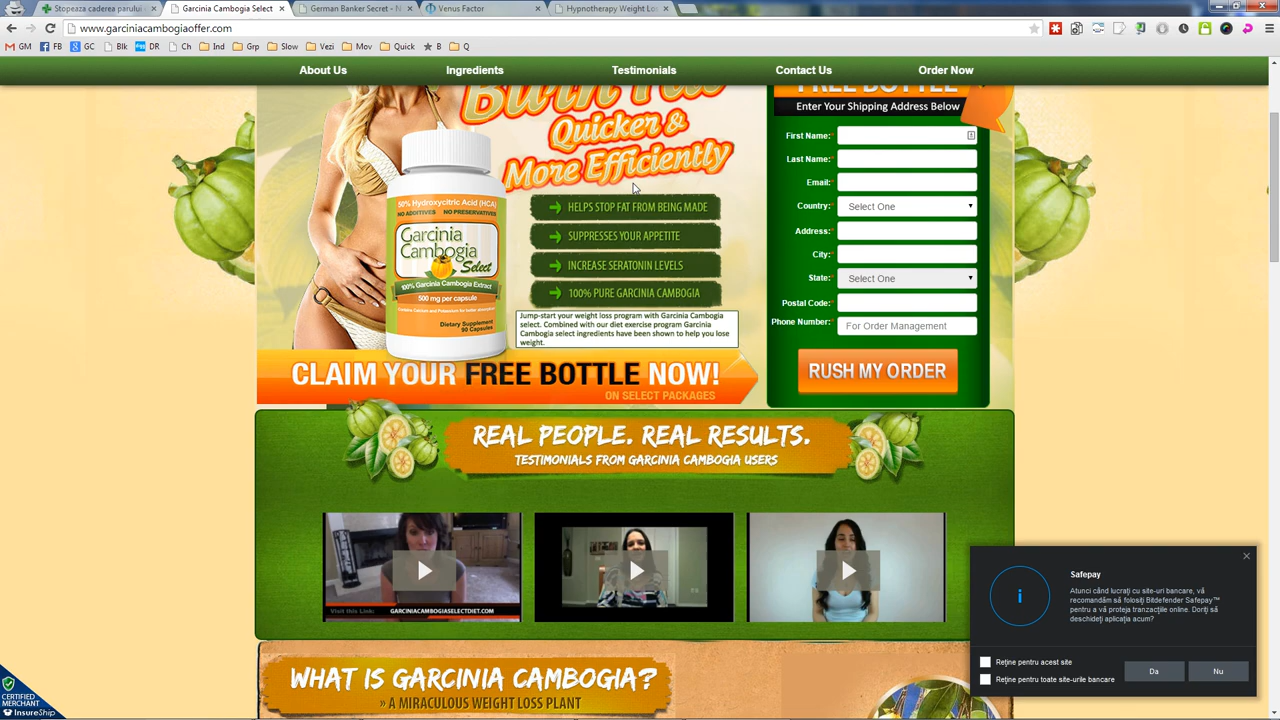 Stopeaza caderea parului
Garcinia Cambogia Select
German Banker Secret - N
Venus Factor
Hypnotherapy Weight Los
www.garciniacambogiaoffer.com
GM FB GC Blk DR Ch Ind Grp Slow Vezi Mov Quick B Q
About Us Ingredients Testimonials Contact Us Order Now
Burn Fat
Quicker &
More Efficiently
HELPS STOP FAT FROM BEING MADE
SUPPRESSES YOUR APPETITE
INCREASE SERATONIN LEVELS
100% PURE GARCINIA CAMBOGIA
Jump-start your weight loss program with Garcinia Cambogia
select. Combined with our diet exercise program Garcinia
Cambogia select ingredients have been shown to help you lose
weight.
50% Hydroxycitric Acid (HCA)
NO ADDITIVES NO PRESERVATIVES
Garcinia
Cambogia
Select
100% Garcinia Cambogia Extract
500 mg per capsule
Dietary Supplement
90 Capsules
CLAIM YOUR FREE BOTTLE NOW!
ON SELECT PACKAGES
FREE BOTTLE
Enter Your Shipping Address Below
First Name:*
Last Name:*
Email:*
Country:* Select One
Address:*
City:*
State:* Select One
Postal Code:*
Phone Number:* For Order Management
RUSH MY ORDER
REAL PEOPLE. REAL RESULTS.
TESTIMONIALS FROM GARCINIA CAMBOGIA USERS
Visit this Link: GARCINIACAMBOGIASELECTDIET.COM
WHAT IS GARCINIA CAMBOGIA?
» A MIRACULOUS WEIGHT LOSS PLANT
Safepay
Atunci când lucrați cu site-uri bancare, vă
recomandăm să folosiți Bitdefender Safepay™
pentru a vă proteja tranzacțiile online. Doriți să
deschideți aplicația acum?
Reține pentru acest site
Reține pentru toate site-urile bancare
Da Nu
CERTIFIED
MERCHANT
InsureShip